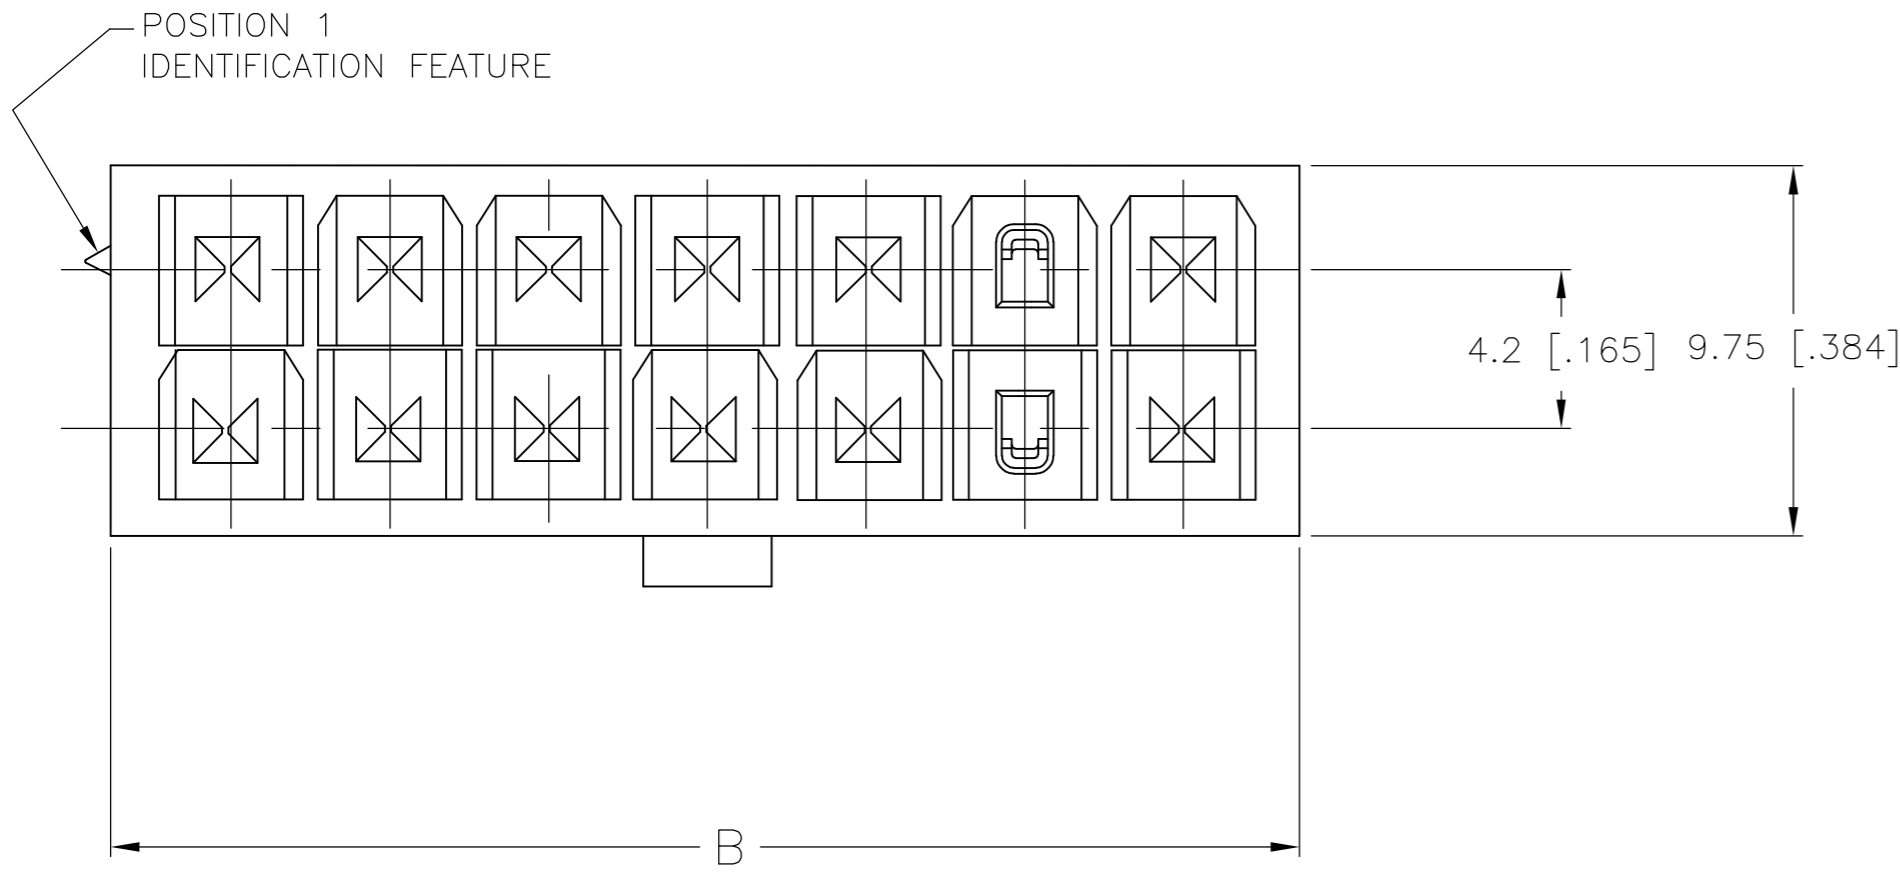 POSITION 1
IDENTIFICATION FEATURE
4.2 [.165]
9.75 [.384]
B